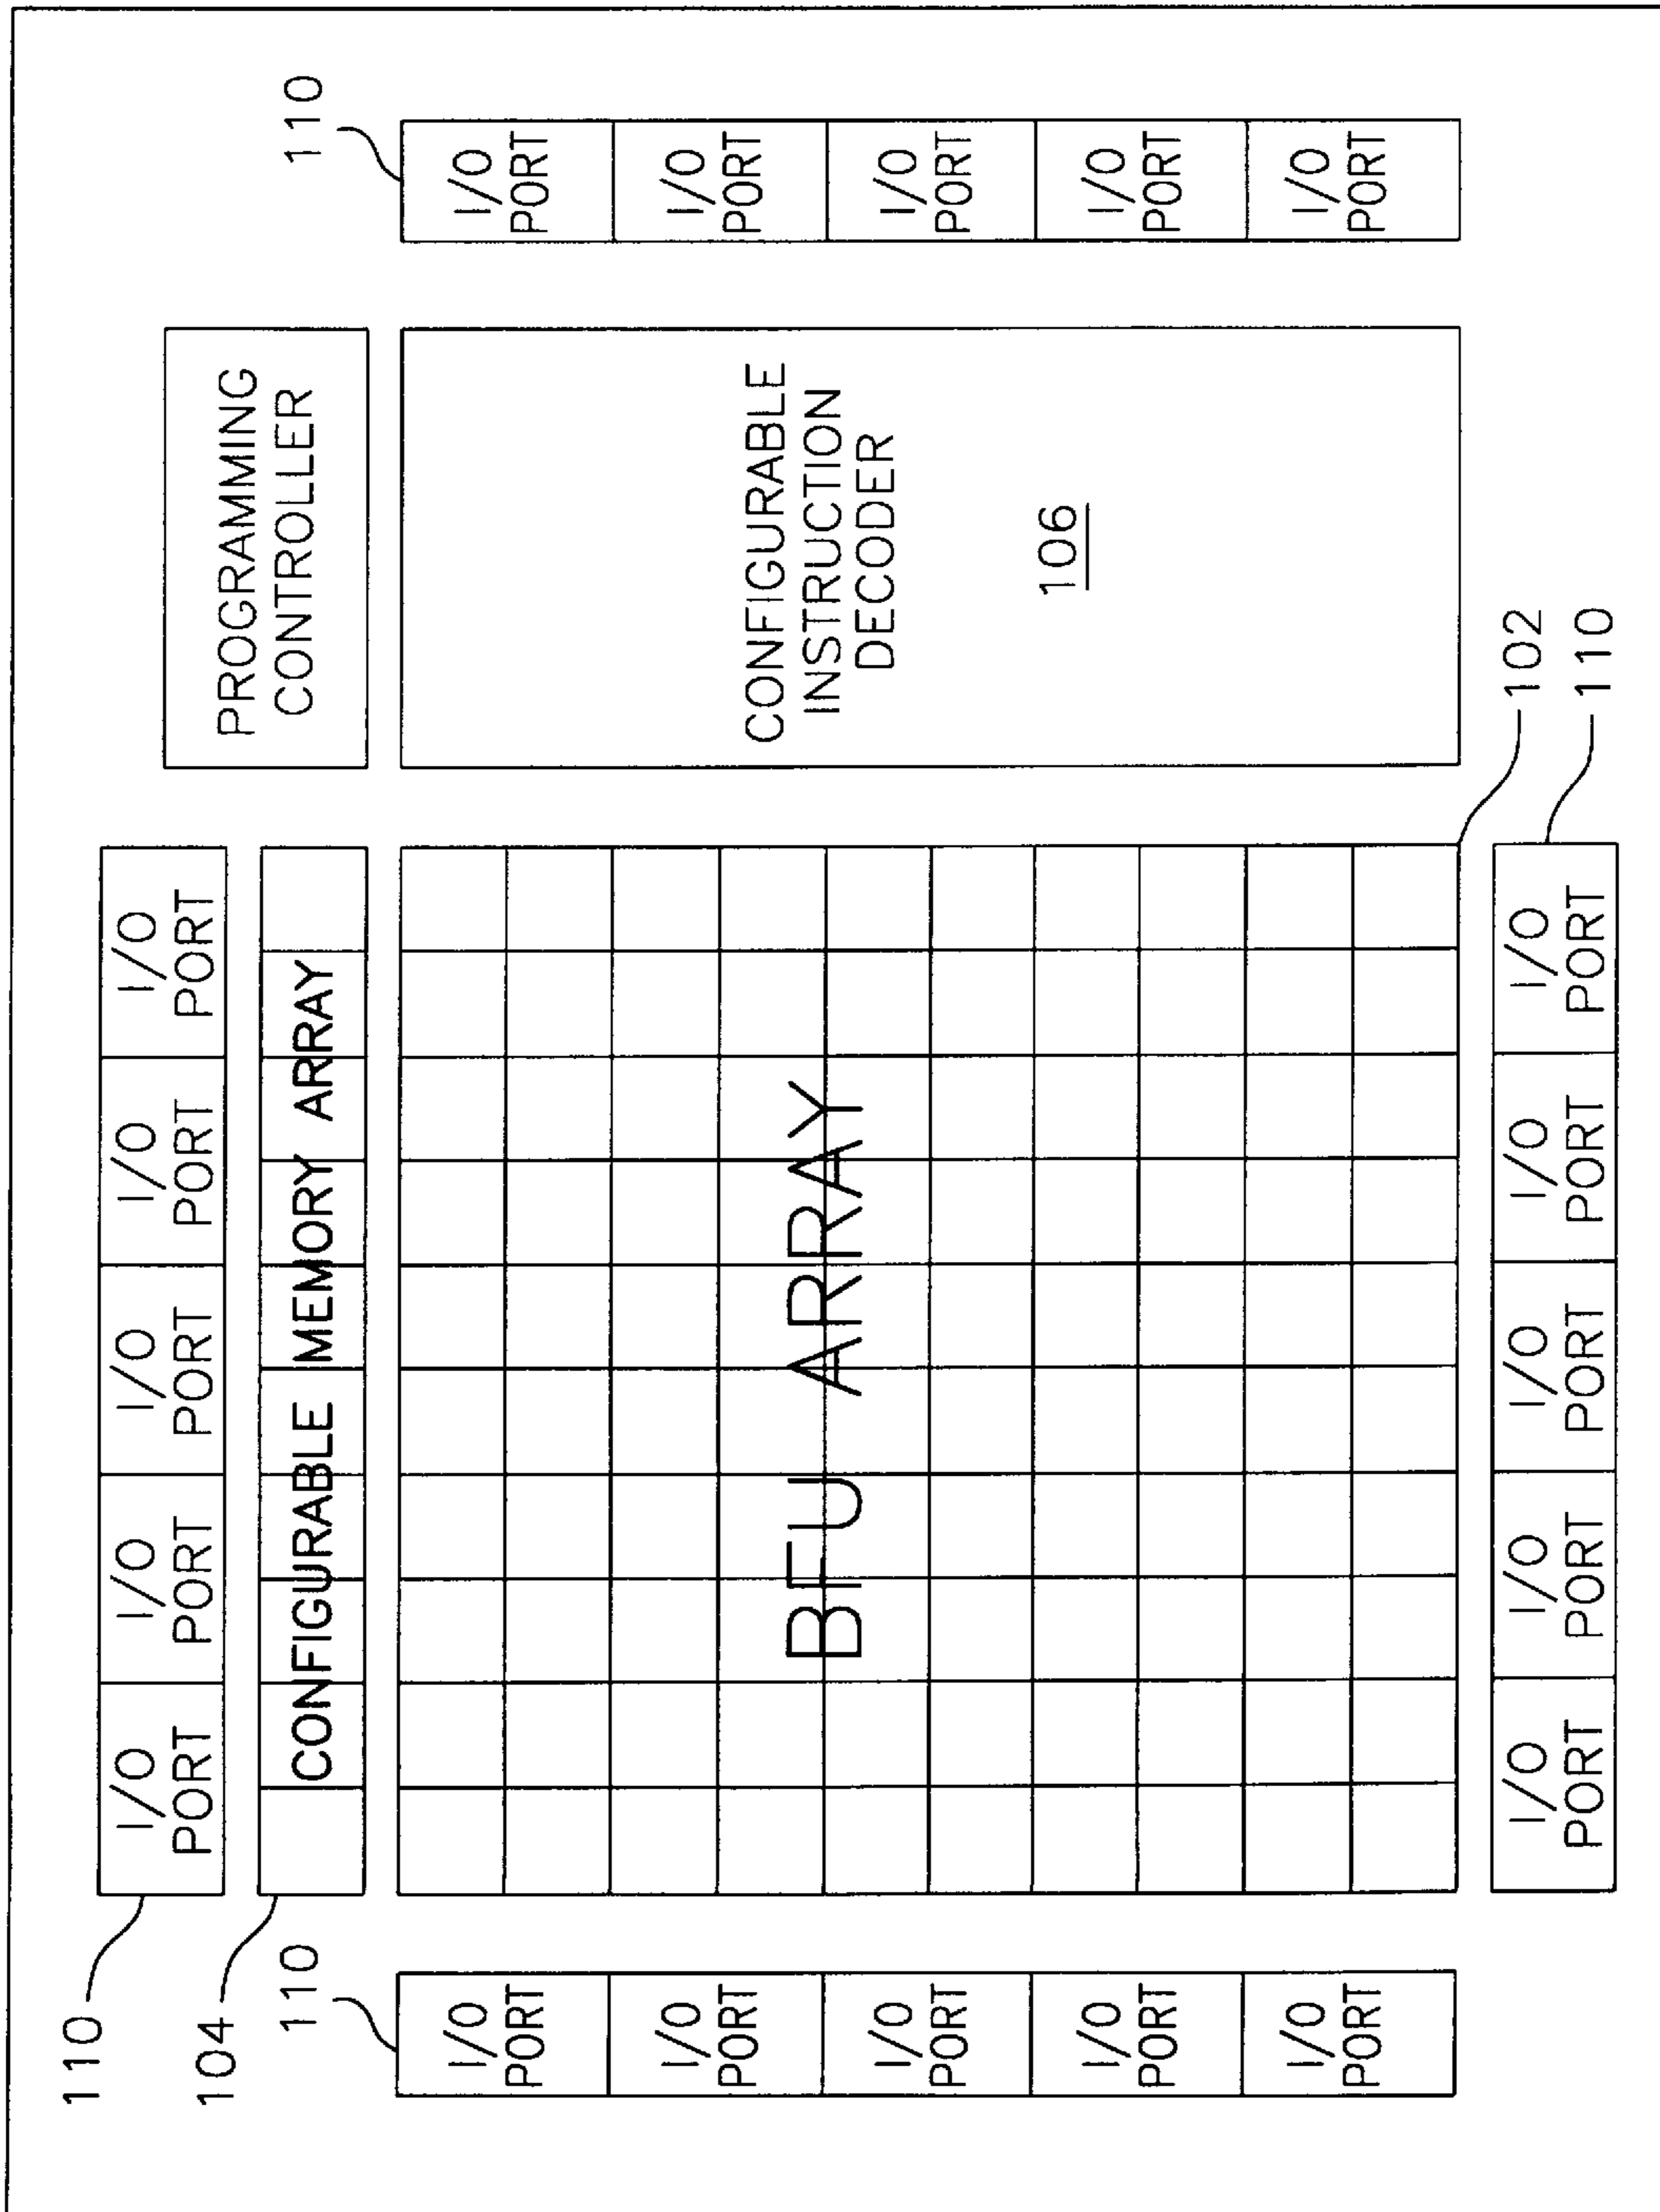 110
I/O
PORT
I/O
PORT
I/O
PORT
I/O
PORT
I/O
PORT
104
CONFIGURABLE MEMORY ARRAY
PROGRAMMING
CONTROLLER
110
110
I/O
PORT
I/O
PORT
I/O
PORT
I/O
PORT
I/O
PORT
BFU ARRAY
CONFIGURABLE
INSTRUCTION
DECODER
106
I/O
PORT
I/O
PORT
I/O
PORT
I/O
PORT
I/O
PORT
102
I/O
PORT
I/O
PORT
I/O
PORT
I/O
PORT
I/O
PORT
110